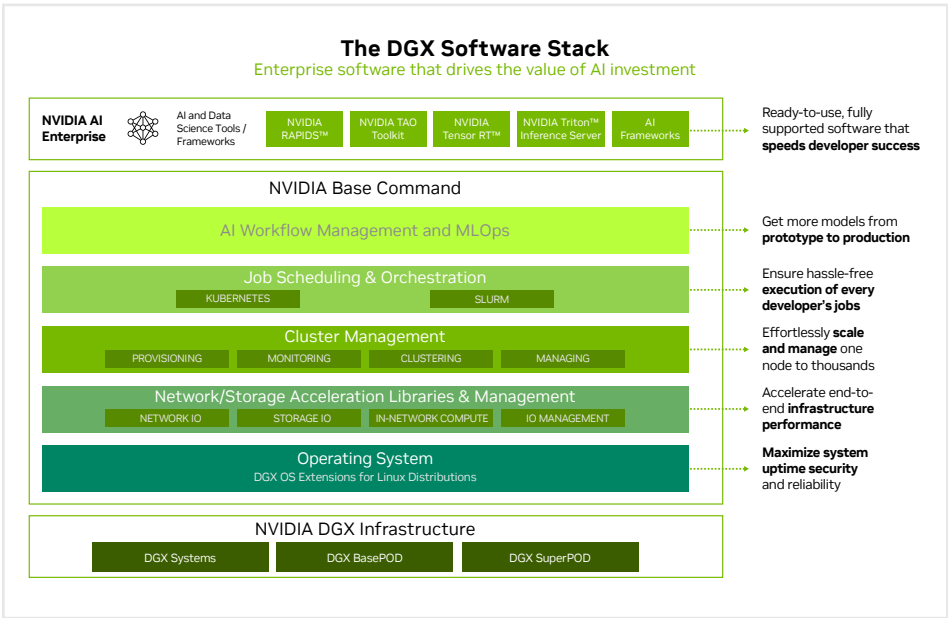 The DGX Software Stack
Enterprise software that drives the value of AI investment
NVIDIA AI
Enterprise
AI and Data
Science Tools /
Frameworks
NVIDIA
RAPIDS™
NVIDIA TAO
Toolkit
NVIDIA
Tensor RT™
NVIDIA Triton™
Inference Server
AI
Frameworks
Ready-to-use, fully
supported software that
speeds developer success
NVIDIA Base Command
AI Workflow Management and MLOps
Get more models from
prototype to production
Job Scheduling & Orchestration
KUBERNETES
SLURM
Ensure hassle-free
execution of every
developer's jobs
Cluster Management
PROVISIONING
MONITORING
CLUSTERING
MANAGING
Effortlessly scale
and manage one
node to thousands
Network/Storage Acceleration Libraries & Management
NETWORK IO
STORAGE IO
IN-NETWORK COMPUTE
IO MANAGEMENT
Accelerate end-to-
end infrastructure
performance
Operating System
DGX OS Extensions for Linux Distributions
Maximize system
uptime security
and reliability
NVIDIA DGX Infrastructure
DGX Systems
DGX BasePOD
DGX SuperPOD